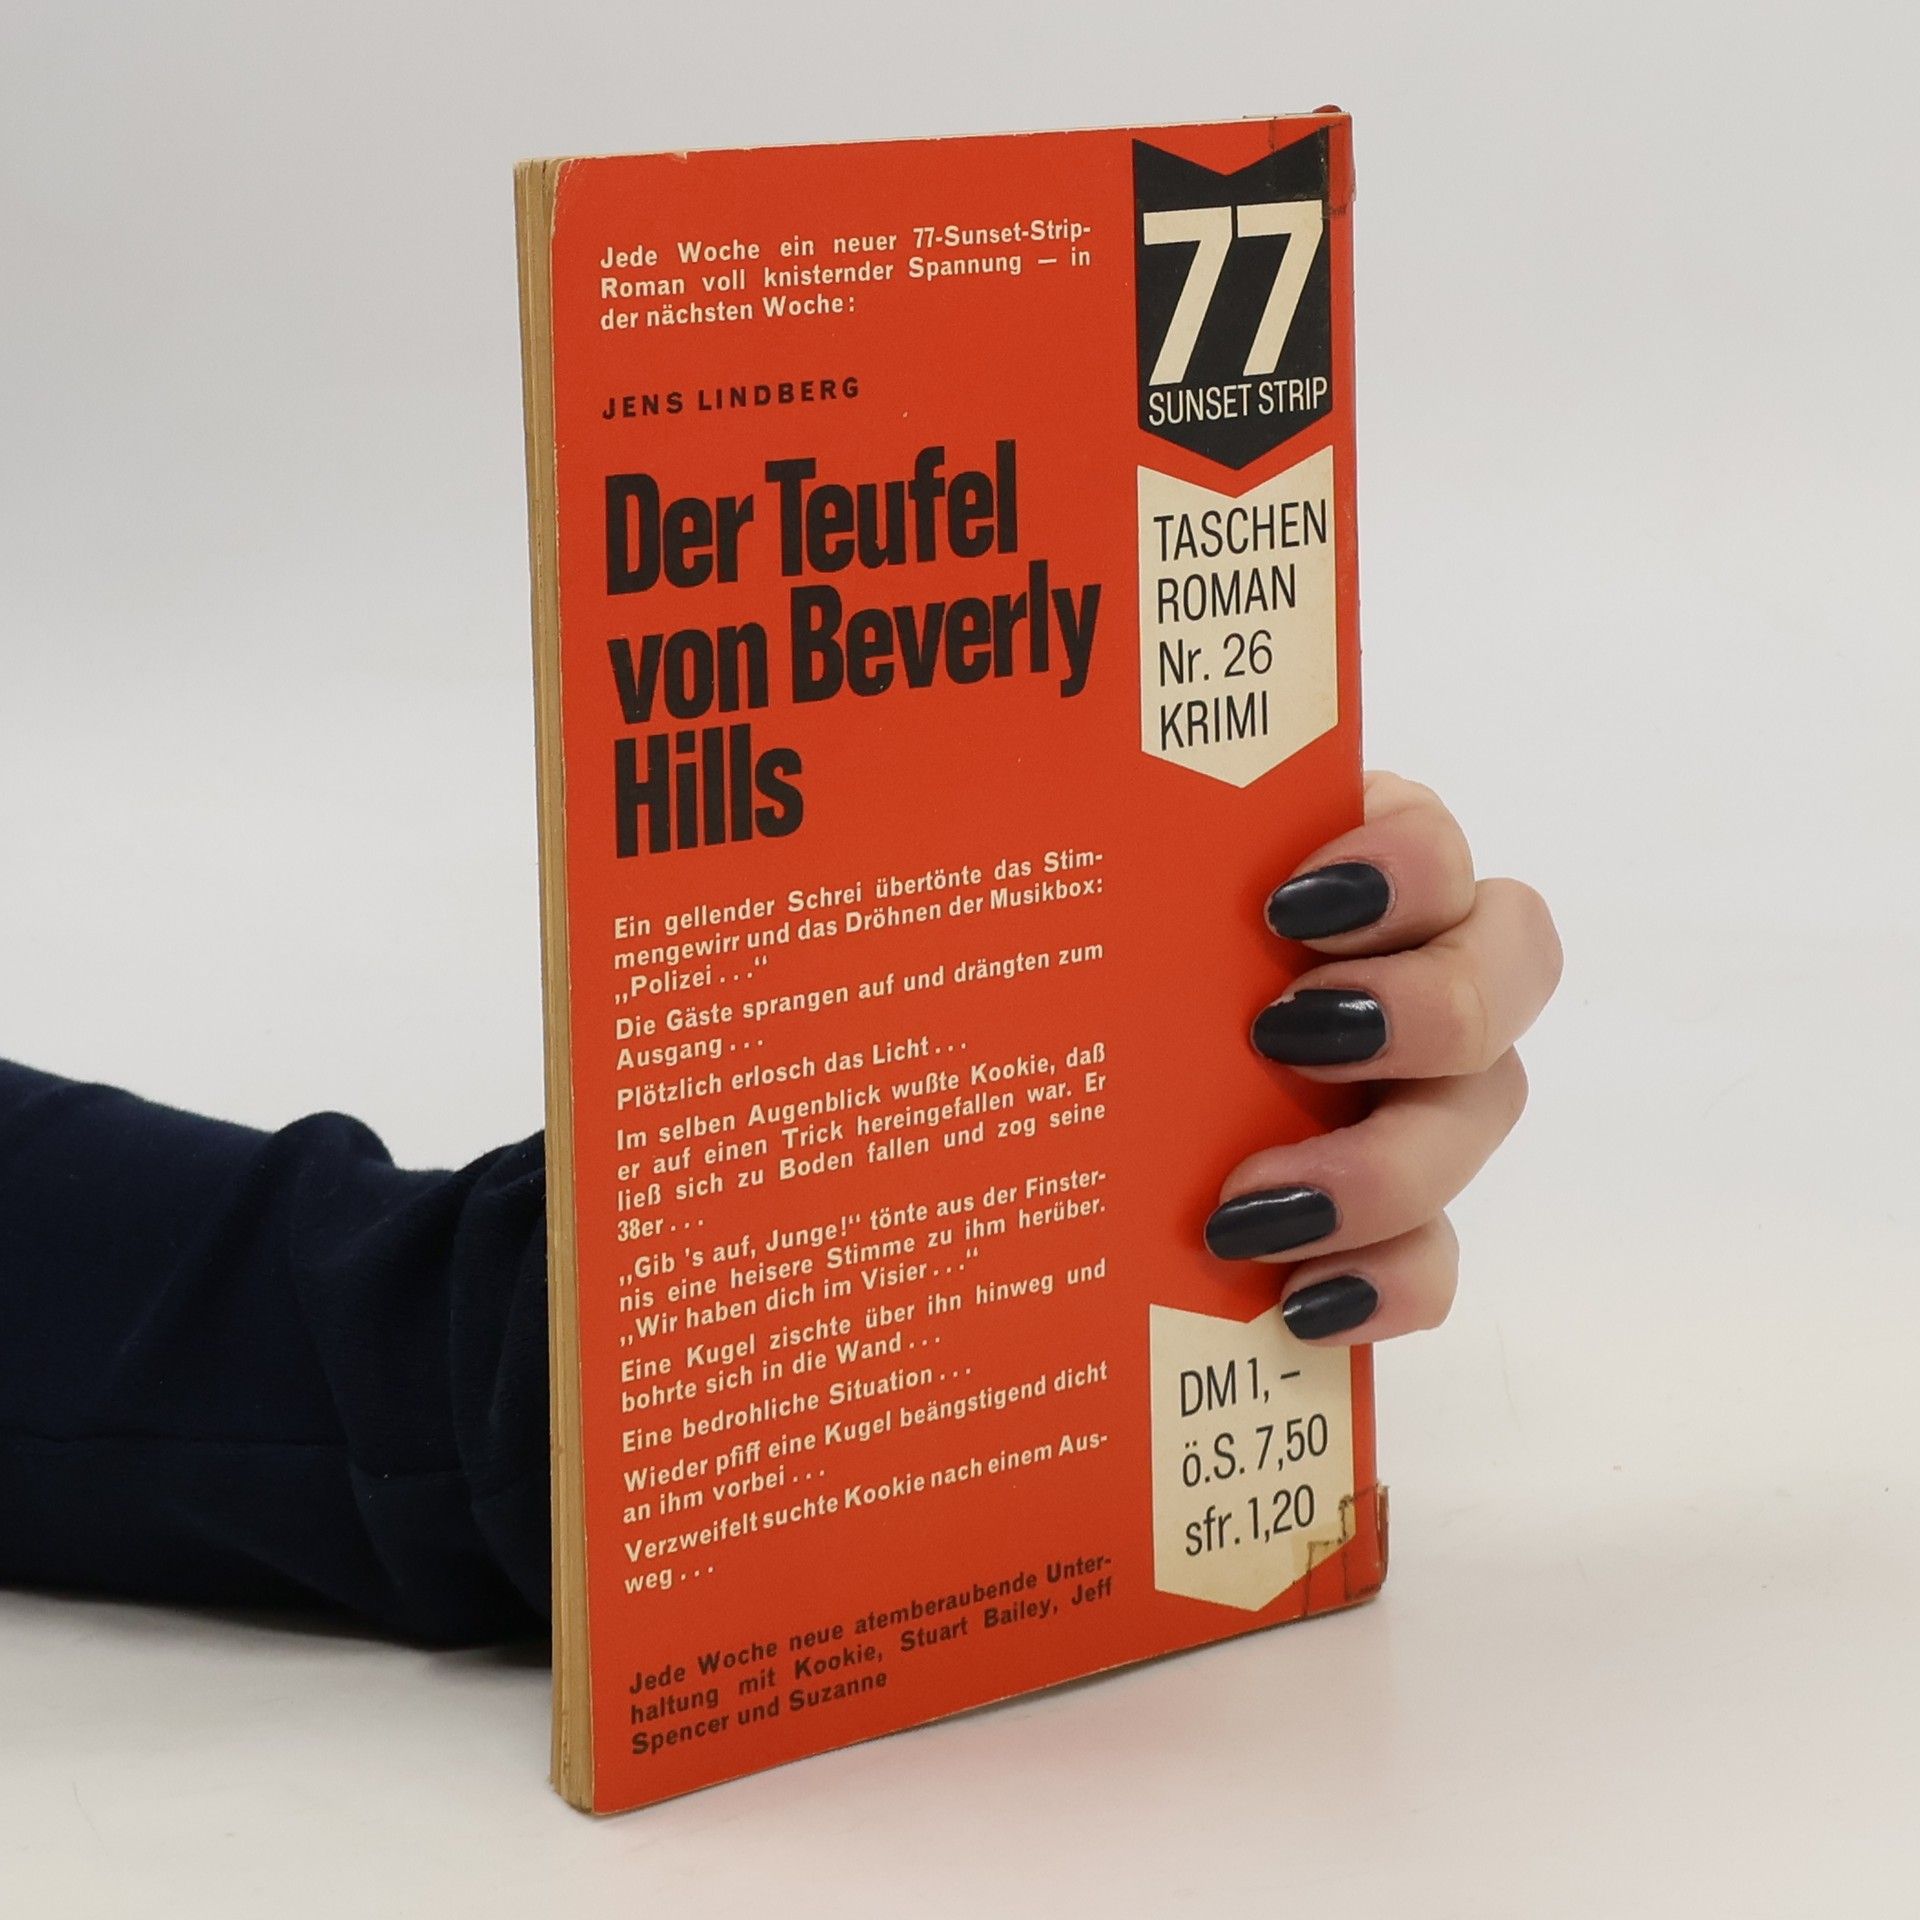 Jede Woche ein neuer 77-Sunset-Strip-
Roman voll knisternder Spannung — in
der nächsten Woche:
JENS LINDBERG
Der Teufel
von Beverly
Hills
Ein gellender Schrei übertönte das Stim-
mengewirr und das Dröhnen der Musikbox:
„Polizei . . .“
Die Gäste sprangen auf und drängten zum
Ausgang . . .
Plötzlich erlosch das Licht . . .
Im selben Augenblick wußte Kookie, daß
er auf einen Trick hereingefallen war. Er
ließ sich zu Boden fallen und zog seine
38er . . .
„Gib 's auf, Junge!“ tönte aus der Finster-
nis eine heisere Stimme zu ihm herüber.
„Wir haben dich im Visier . . .“
Eine Kugel zischte über ihn hinweg und
bohrte sich in die Wand . . .
Eine bedrohliche Situation . . .
Wieder pfiff eine Kugel beängstigend dicht
an ihm vorbei . . .
Verzweifelt suchte Kookie nach einem Aus-
weg . . .
Jede Woche neue atemberaubende Unter-
haltung mit Kookie, Stuart Bailey, Jeff
Spencer und Suzanne
77
SUNSET STRIP
TASCHEN
ROMAN
Nr. 26
KRIMI
DM 1,–
ö.S. 7,50
sfr. 1,20